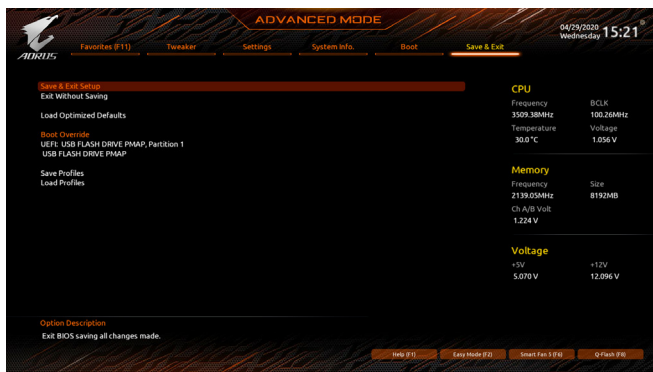 ADVANCED MODE
04/29/2020
Wednesday 15:21
AORUS
Favorites (F11) Tweaker Settings System Info. Boot Save & Exit
Save & Exit Setup
Exit Without Saving
Load Optimized Defaults
Boot Override
UEFI: USB FLASH DRIVE PMAP, Partition 1
USB FLASH DRIVE PMAP
Save Profiles
Load Profiles
CPU
Frequency BCLK
3509.38MHz 100.26MHz
Temperature Voltage
30.0 °C 1.056 V
Memory
Frequency Size
2139.05MHz 8192MB
Ch A/B Volt
1.224 V
Voltage
+5V +12V
5.070 V 12.096 V
Option Description
Exit BIOS saving all changes made.
Help (F1) Easy Mode (F2) Smart Fan 5 (F6) Q-Flash (F8)